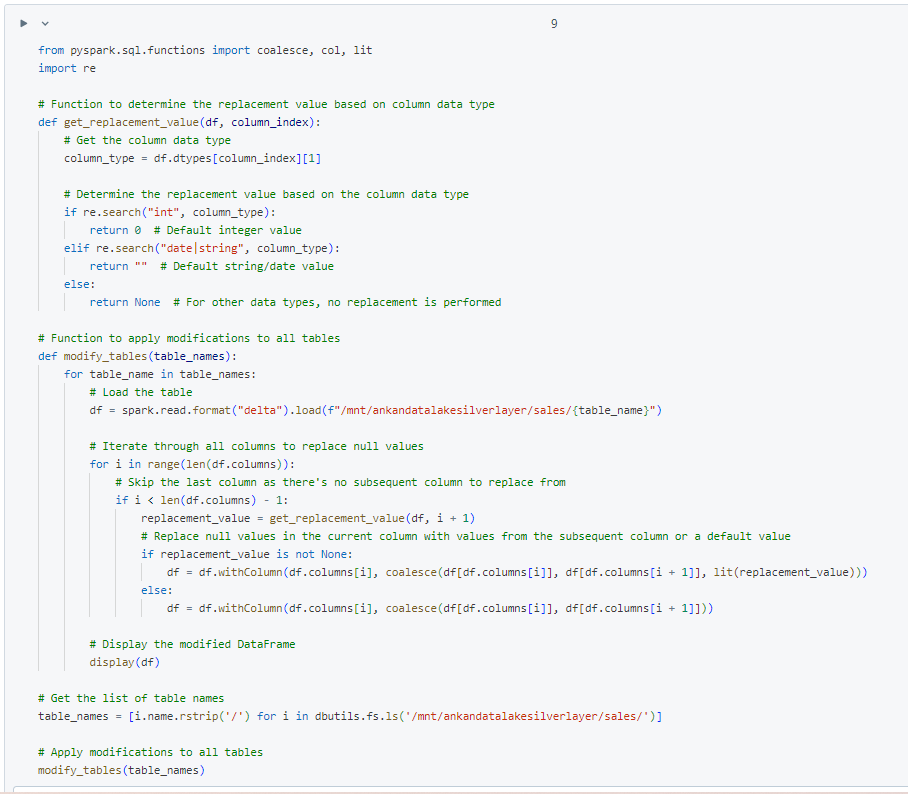 9
from pyspark.sql.functions import coalesce, col, lit
import re
# Function to determine the replacement value based on column data type
def get_replacement_value(df, column_index):
    # Get the column data type
    column_type = df.dtypes[column_index][1]
    # Determine the replacement value based on the column data type
    if re.search("int", column_type):
        return 0  # Default integer value
    elif re.search("date|string", column_type):
        return ""  # Default string/date value
    else:
        return None  # For other data types, no replacement is performed
# Function to apply modifications to all tables
def modify_tables(table_names):
    for table_name in table_names:
        # Load the table
        df = spark.read.format("delta").load(f"/mnt/ankandatalakesilverlayer/sales/{table_name}")
        # Iterate through all columns to replace null values
        for i in range(len(df.columns)):
            # Skip the last column as there's no subsequent column to replace from
            if i < len(df.columns) - 1:
                replacement_value = get_replacement_value(df, i + 1)
                # Replace null values in the current column with values from the subsequent column or a default value
                if replacement_value is not None:
                    df = df.withColumn(df.columns[i], coalesce(df[df.columns[i]], df[df.columns[i + 1]], lit(replacement_value)))
                else:
                    df = df.withColumn(df.columns[i], coalesce(df[df.columns[i]], df[df.columns[i + 1]]))
        # Display the modified DataFrame
        display(df)
# Get the list of table names
table_names = [i.name.rstrip('/') for i in dbutils.fs.ls('/mnt/ankandatalakesilverlayer/sales/')]
# Apply modifications to all tables
modify_tables(table_names)